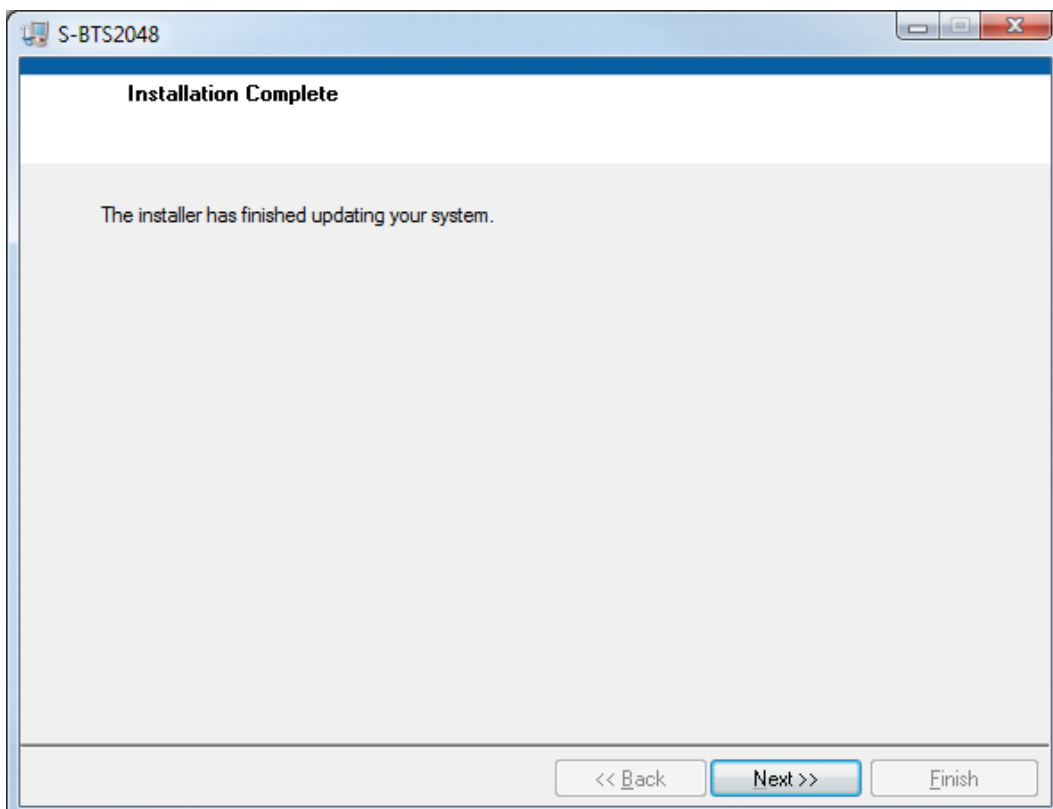 S-BTS2048
Installation Complete
The installer has finished updating your system.
<< Back Next >> Finish